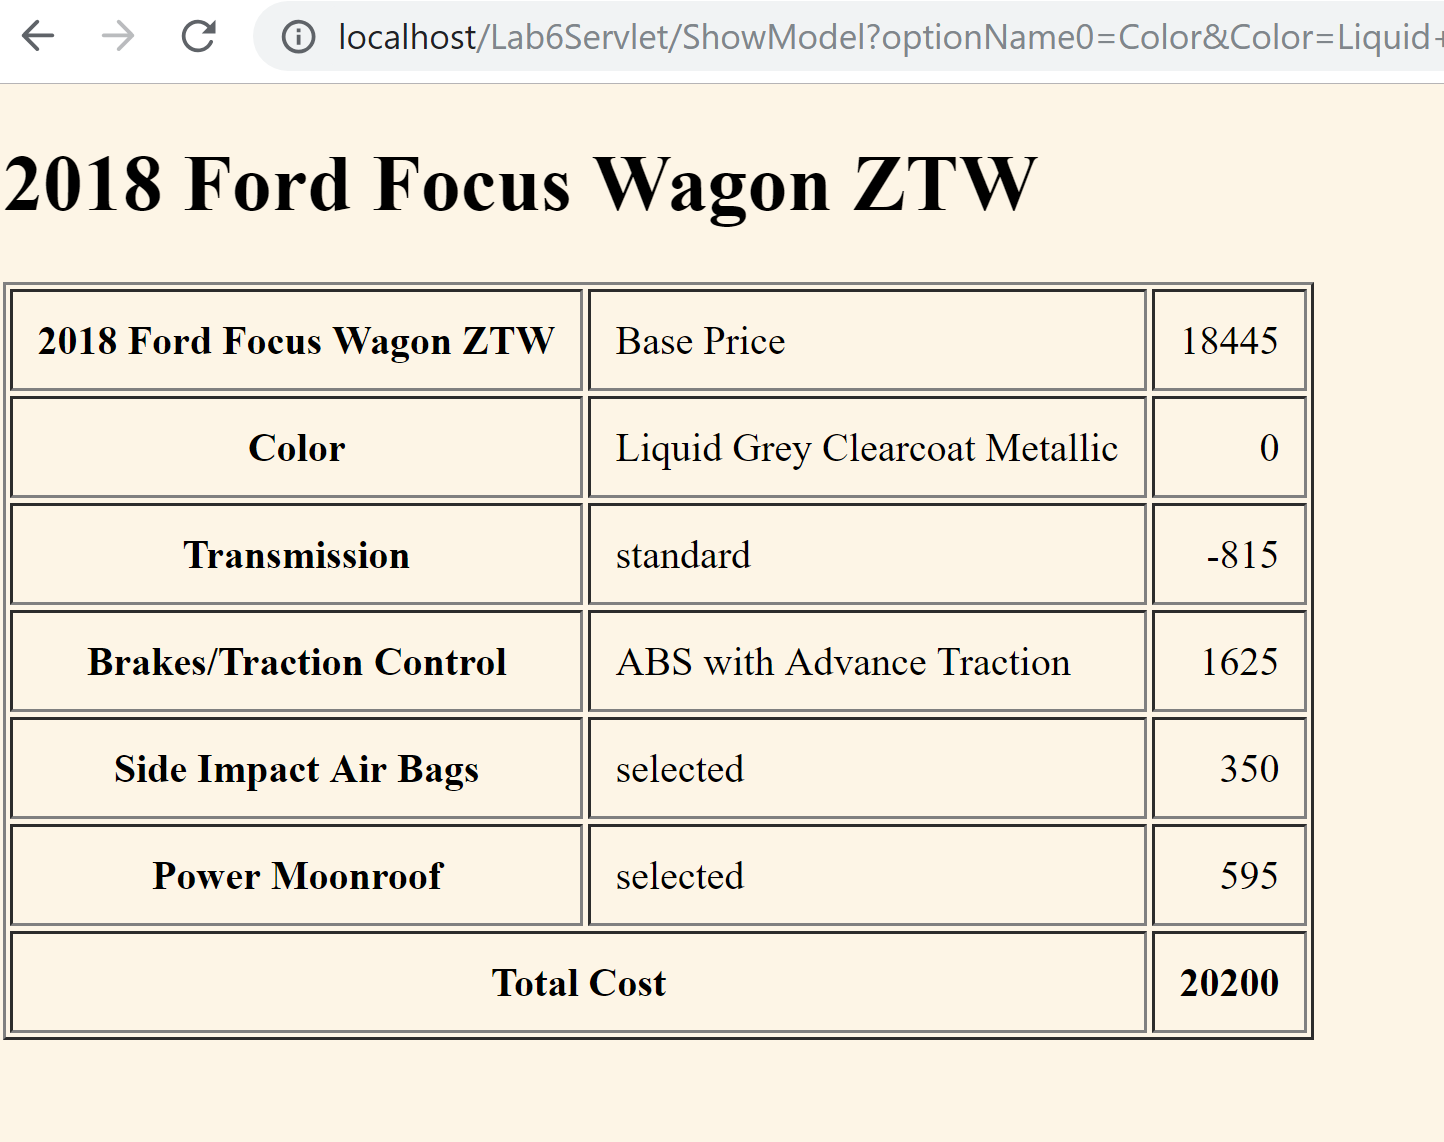 localhost/Lab6Servlet/ShowModel?optionName0=Color&Color=Liquid+
2018 Ford Focus Wagon ZTW
2018 Ford Focus Wagon ZTW Base Price 18445
Color Liquid Grey Clearcoat Metallic 0
Transmission standard -815
Brakes/Traction Control ABS with Advance Traction 1625
Side Impact Air Bags selected 350
Power Moonroof selected 595
Total Cost 20200